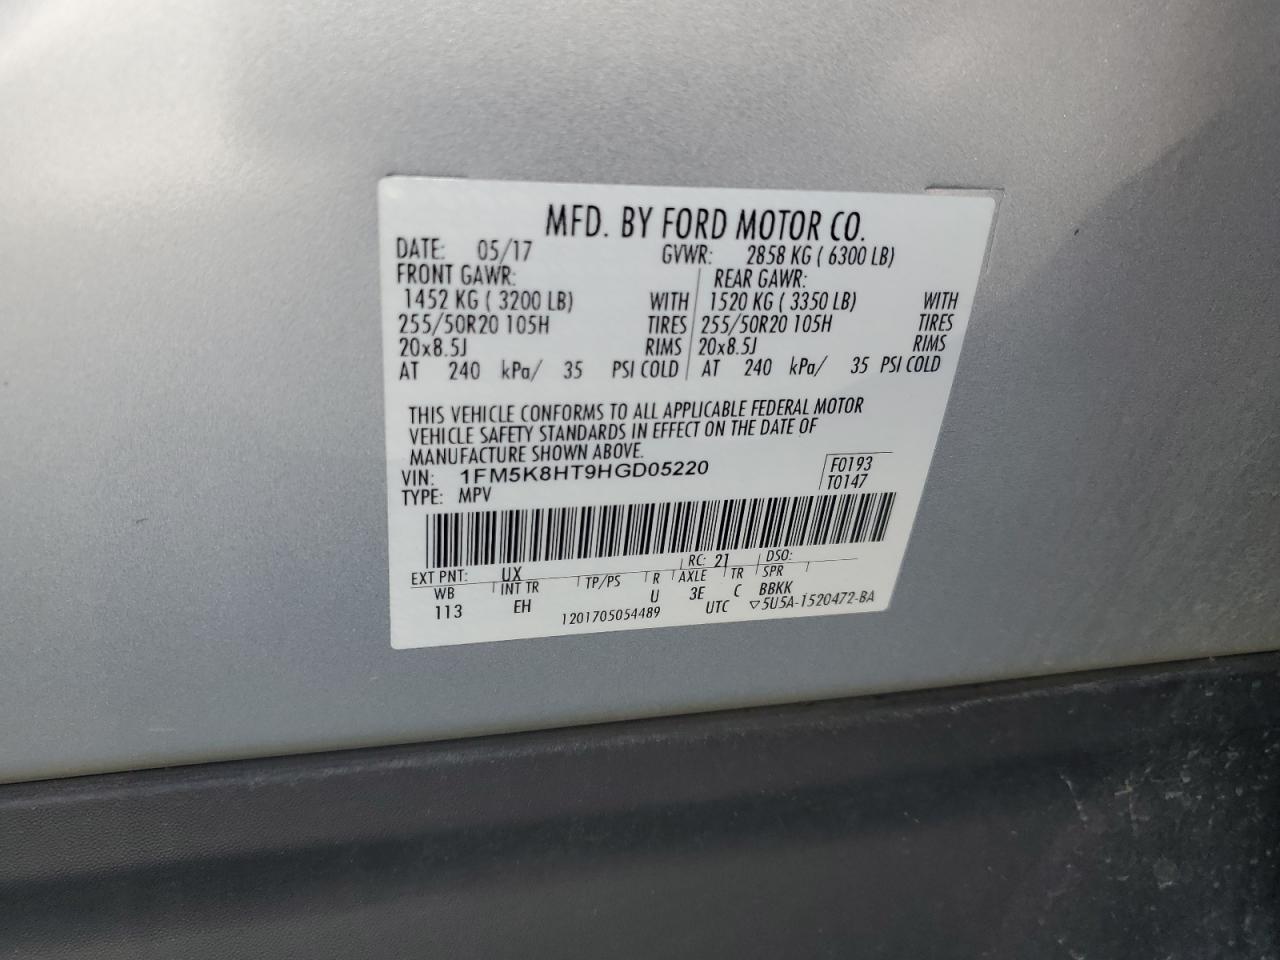 MFD. BY FORD MOTOR CO.
DATE: 05/17 GVWR: 2858 KG ( 6300 LB)
FRONT GAWR: REAR GAWR:
1452 KG ( 3200 LB) WITH 1520 KG ( 3350 LB) WITH
255/50R20 105H TIRES 255/50R20 105H TIRES
20x8.5J RIMS 20x8.5J RIMS
AT 240 kPa/ 35 PSI COLD AT 240 kPa/ 35 PSI COLD
THIS VEHICLE CONFORMS TO ALL APPLICABLE FEDERAL MOTOR
VEHICLE SAFETY STANDARDS IN EFFECT ON THE DATE OF
MANUFACTURE SHOWN ABOVE.
VIN: 1FM5K8HT9HGD05220 F0193
TYPE: MPV T0147
EXT PNT: UX RC: 21 DSO:
WB INT TR TP/PS R AXLE TR SPR
113 EH U 3E C BBKK
1201705054489 UTC ▽5U5A-1520472-BA